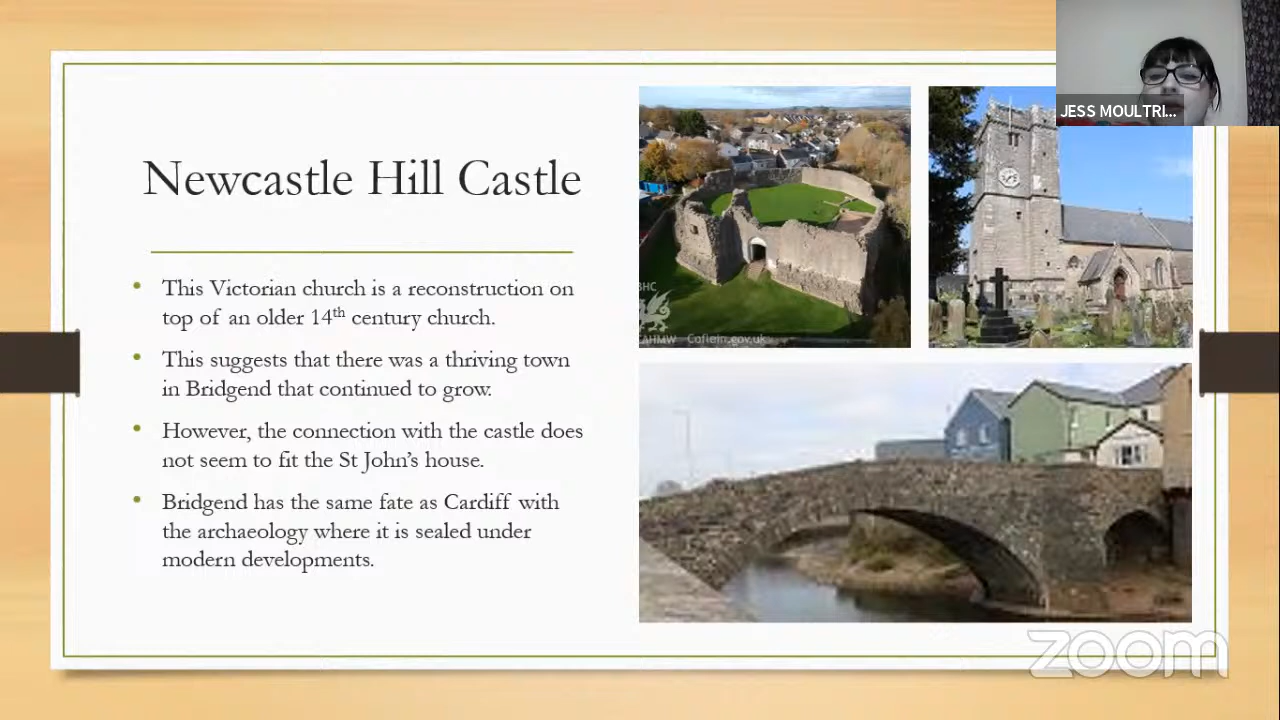 JESS MOULTRI...
Newcastle Hill Castle
• This Victorian church is a reconstruction on
top of an older 14th century church.
• This suggests that there was a thriving town
in Bridgend that continued to grow.
• However, the connection with the castle does
not seem to fit the St John’s house.
• Bridgend has the same fate as Cardiff with
the archaeology where it is sealed under
modern developments.
BHC
CAHMW Coflein.gov.uk
zoom